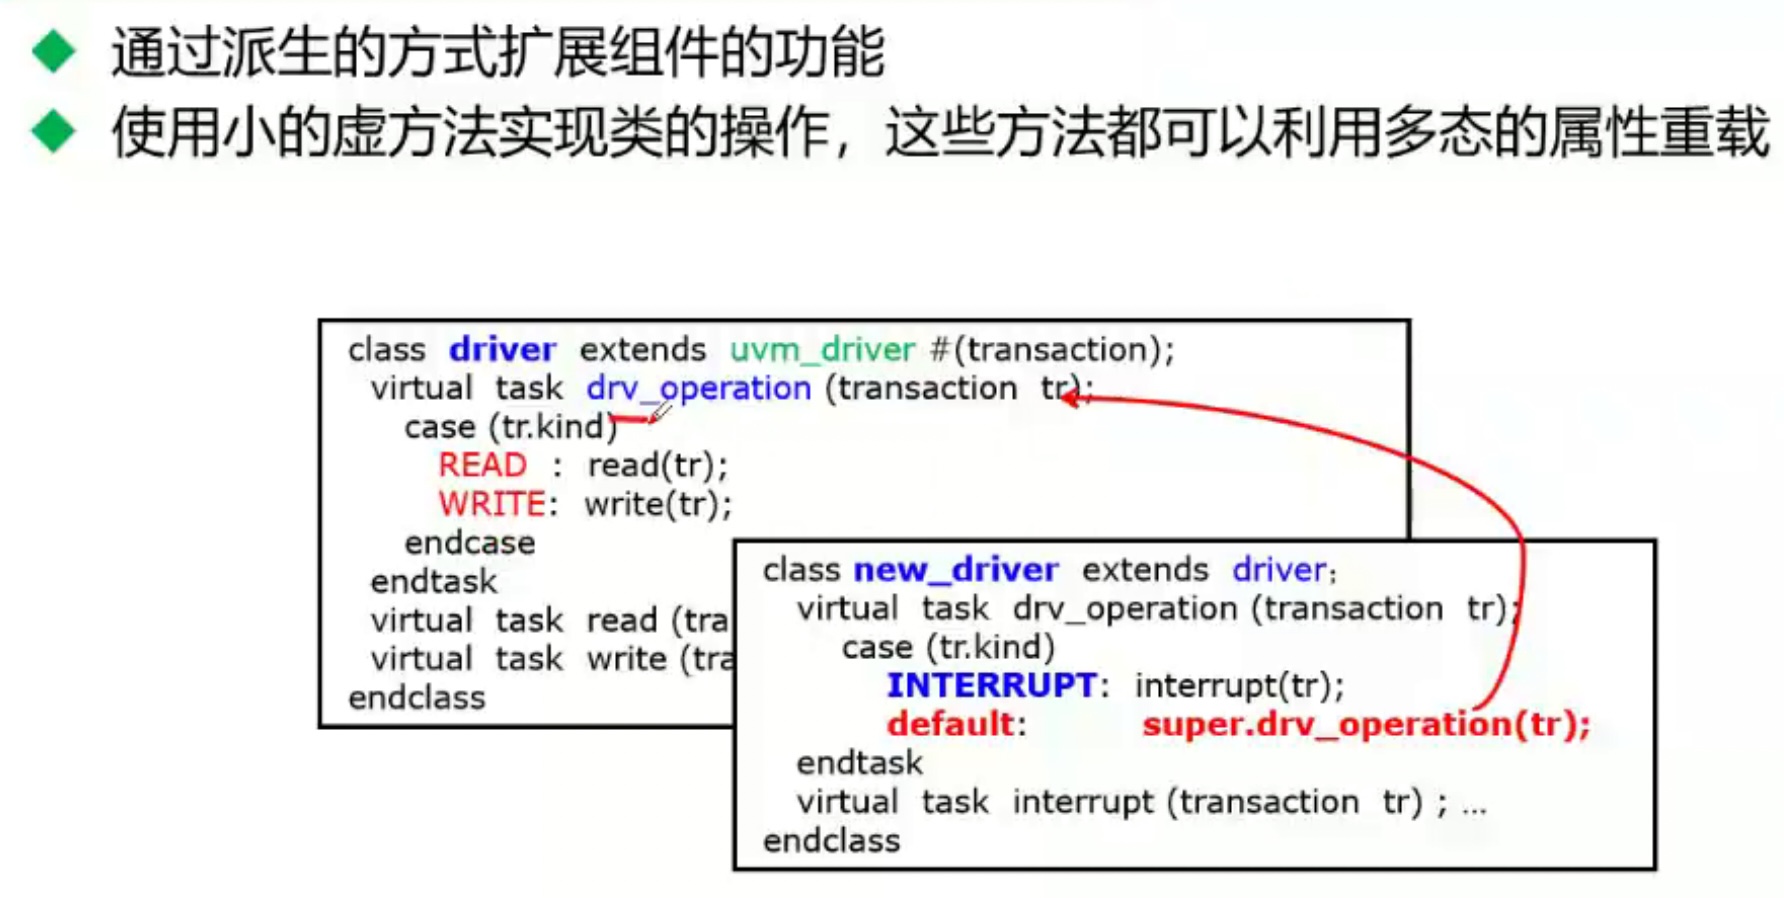 通过派生的方式扩展组件的功能
使用小的虚方法实现类的操作，这些方法都可以利用多态的属性重载
class driver extends uvm_driver #(transaction);
virtual task drv_operation (transaction tr);
case (tr.kind)
READ : read(tr);
WRITE: write(tr);
endcase
endtask
virtual task read (tra
virtual task write (tra
endclass
class new_driver extends driver;
virtual task drv_operation (transaction tr);
case (tr.kind)
INTERRUPT: interrupt(tr);
default: super.drv_operation(tr);
endtask
virtual task interrupt (transaction tr) ; ...
endclass